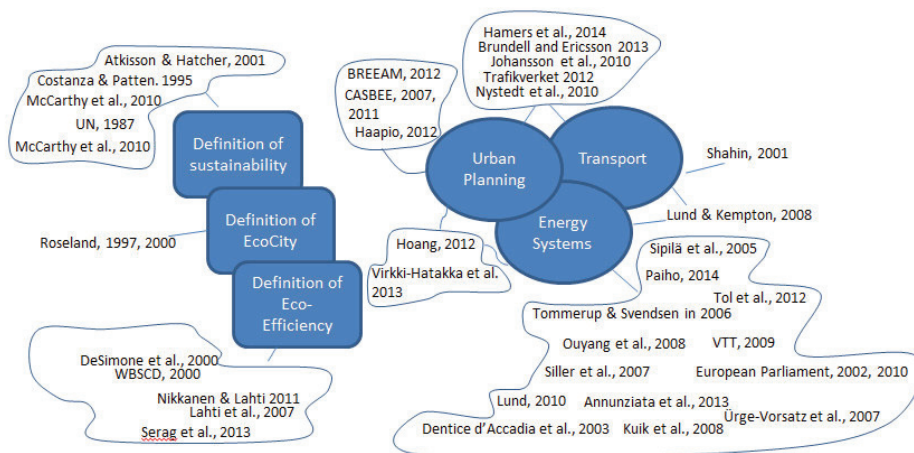 Atkisson & Hatcher, 2001
Costanza & Patten. 1995
McCarthy et al., 2010
UN, 1987
McCarthy et al., 2010
Definition of
sustainability
Roseland, 1997, 2000
Definition of
EcoCity
Definition of
Eco-
Efficiency
DeSimone et al., 2000
WBSCD, 2000
Nikkanen & Lahti 2011
Lahti et al., 2007
Serag et al., 2013
BREEAM, 2012
CASBEE, 2007,
2011
Haapio, 2012
Hamers et al., 2014
Brundell and Ericsson 2013
Johansson et al., 2010
Trafikverket 2012
Nystedt et al., 2010
Urban
Planning
Transport
Energy
Systems
Shahin, 2001
Lund & Kempton, 2008
Hoang, 2012
Virkki-Hatakka et al.
2013
Sipilä et al., 2005
Paiho, 2014
Tol et al., 2012
Tommerup & Svendsen in 2006
Ouyang et al., 2008
VTT, 2009
Siller et al., 2007
European Parliament, 2002, 2010
Lund, 2010
Annunziata et al., 2013
Ürge-Vorsatz et al., 2007
Dentice d'Accadia et al., 2003
Kuik et al., 2008